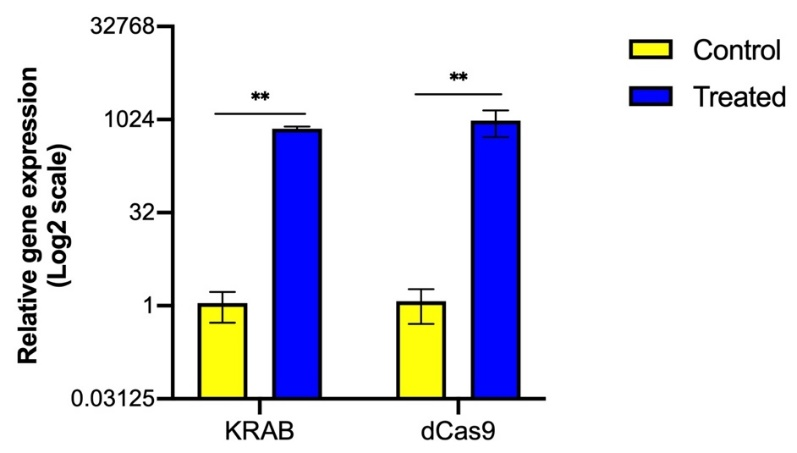 Relative gene expression
(Log2 scale)
32768
1024
32
1
0.03125
**
**
KRAB
dCas9
Control
Treated